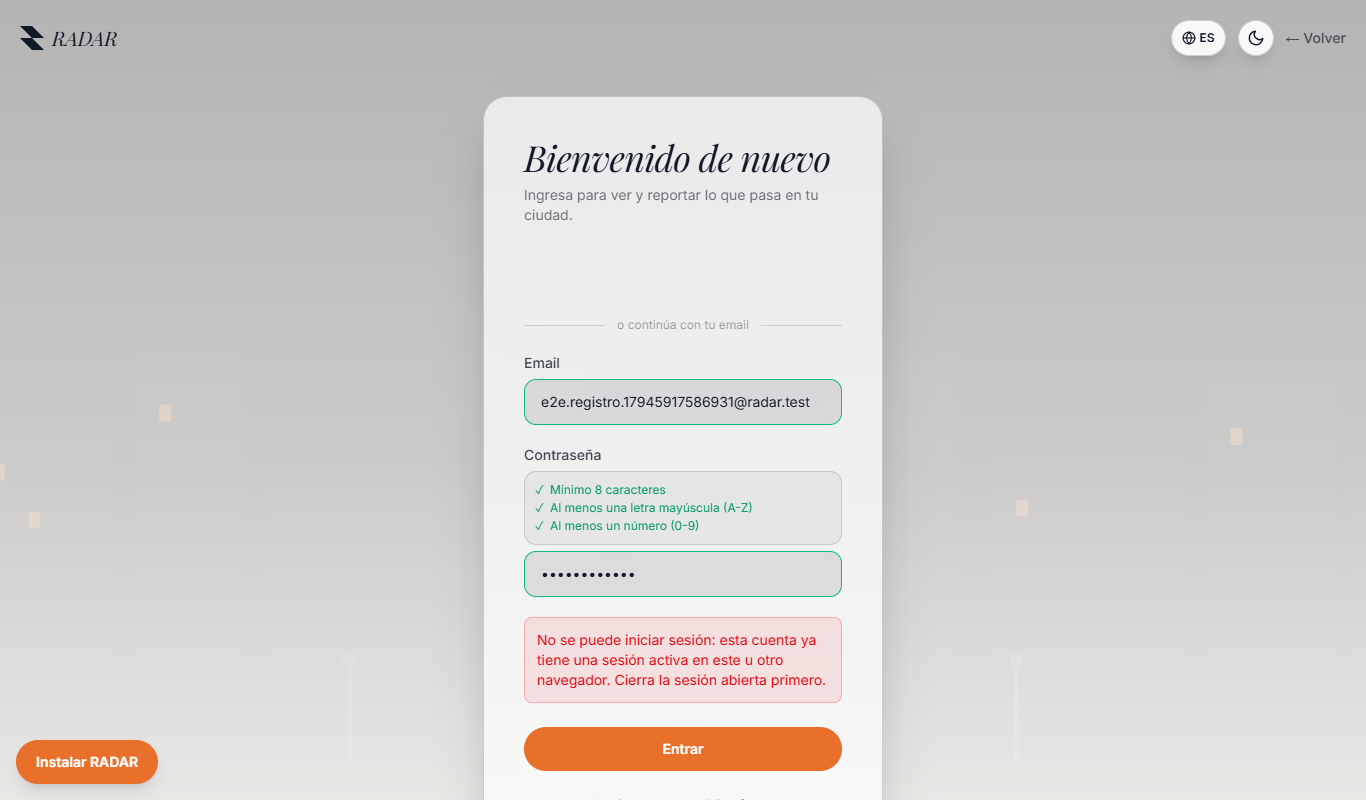 RADAR
ES
← Volver
Bienvenido de nuevo
Ingresa para ver y reportar lo que pasa en tu
ciudad.
o continúa con tu email
Email
e2e.registro.17945917586931@radar.test
Contraseña
✓ Mínimo 8 caracteres
✓ Al menos una letra mayúscula (A-Z)
✓ Al menos un número (0-9)
••••••••••••
No se puede iniciar sesión: esta cuenta ya
tiene una sesión activa en este u otro
navegador. Cierra la sesión abierta primero.
Entrar
Instalar RADAR